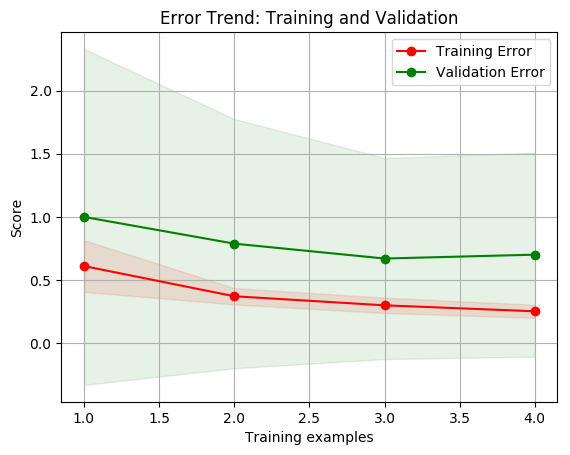 Error Trend: Training and Validation
Training Error
Validation Error
Score
2.0
1.5
1.0
0.5
0.0
1.0 1.5 2.0 2.5 3.0 3.5 4.0
Training examples